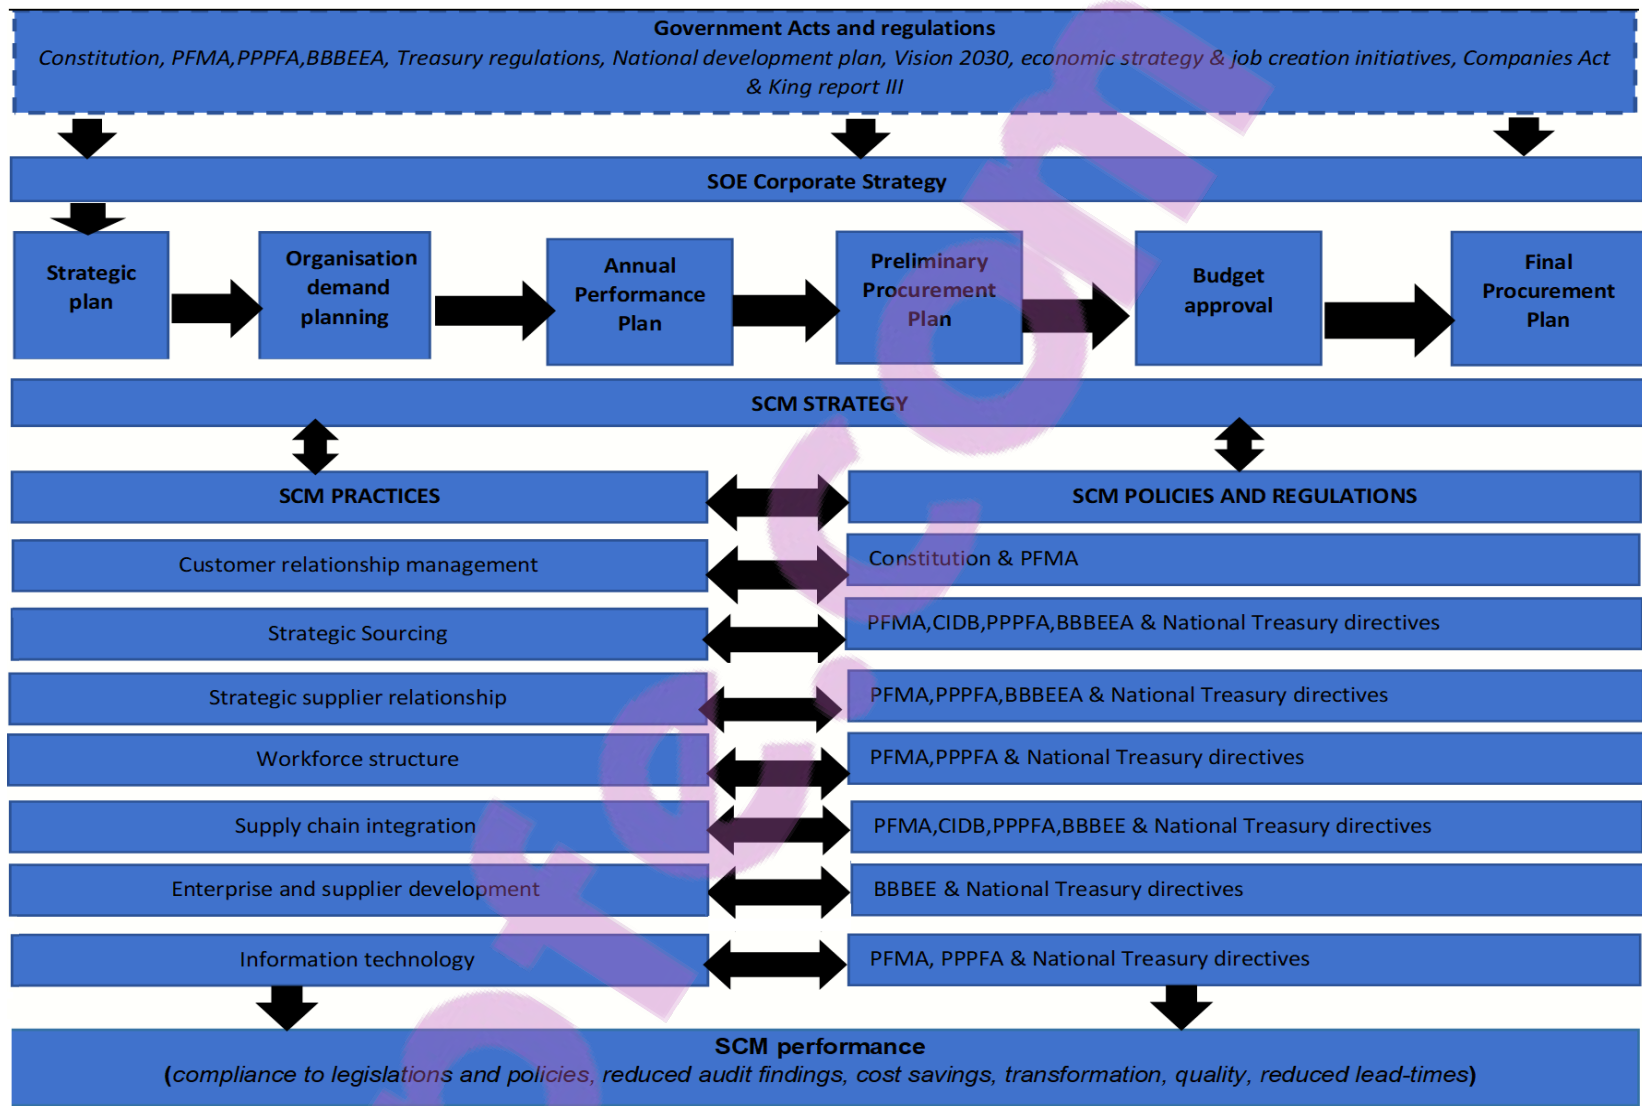 Government Acts and regulations
Constitution, PFMA,PPPFA,BBBEEA, Treasury regulations, National development plan, Vision 2030, economic strategy & job creation initiatives, Companies Act
& King report III
SOE Corporate Strategy
Strategic
plan
Organisation
demand
planning
Annual
Performance
Plan
Preliminary
Procurement
Plan
Budget
approval
Final
Procurement
Plan
SCM STRATEGY
SCM PRACTICES
SCM POLICIES AND REGULATIONS
Customer relationship management
Constitution & PFMA
Strategic Sourcing
PFMA,CIDB,PPPFA,BBBEEA & National Treasury directives
Strategic supplier relationship
PFMA,PPPFA,BBBEEA & National Treasury directives
Workforce structure
PFMA,PPPFA & National Treasury directives
Supply chain integration
PFMA,CIDB,PPPFA,BBBEE & National Treasury directives
Enterprise and supplier development
BBBEE & National Treasury directives
Information technology
PFMA, PPPFA & National Treasury directives
SCM performance
(compliance to legislations and policies, reduced audit findings, cost savings, transformation, quality, reduced lead-times)
ofe.com